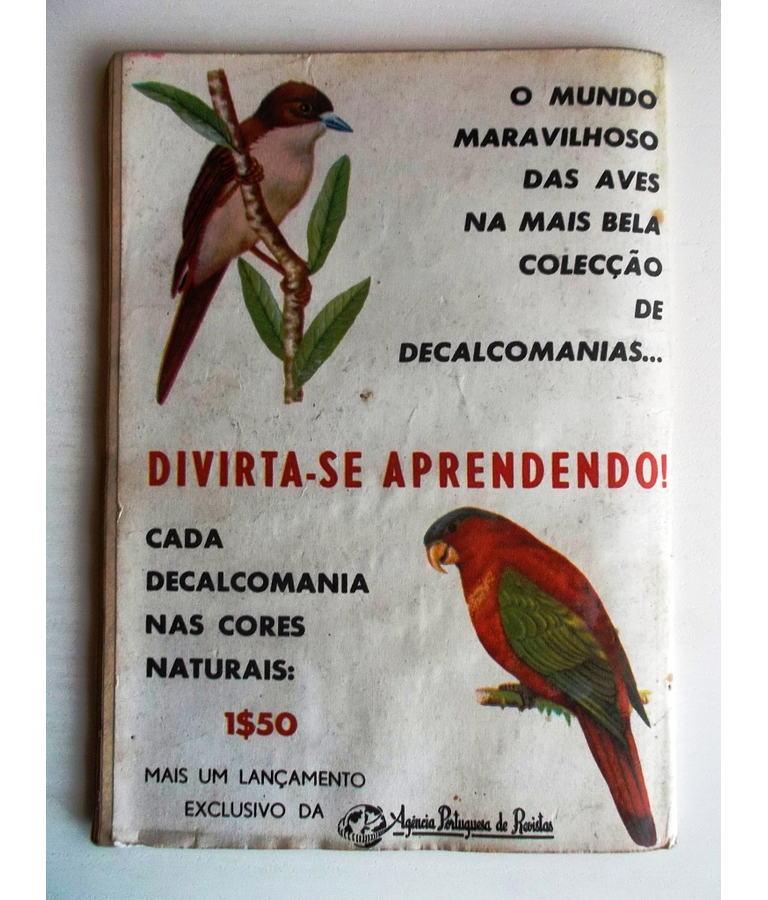 O MUNDO
MARAVILHOSO
DAS AVES
NA MAIS BELA
COLECÇÃO
DE
DECALCOMANIAS...
DIVIRTA-SE APRENDENDO!
CADA
DECALCOMANIA
NAS CORES
NATURAIS:
1$50
MAIS UM LANÇAMENTO
EXCLUSIVO DA
Agência Portuguesa de Revistas